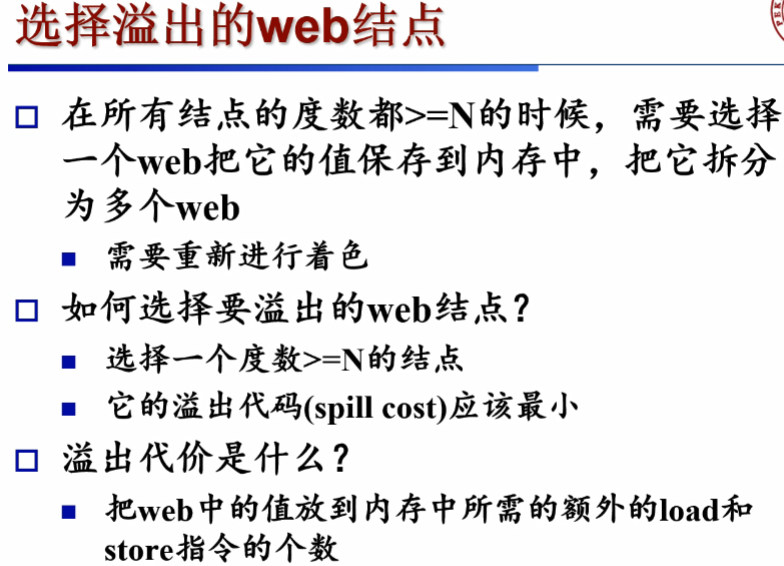 选择溢出的web结点
在所有结点的度数都>=N的时候，需要选择
一个web把它的值保存到内存中，把它拆分
为多个web
需要重新进行着色
如何选择要溢出的web结点？
选择一个度数>=N的结点
它的溢出代码(spill cost)应该最小
溢出代价是什么？
把web中的值放到内存中所需的额外的load和
store指令的个数